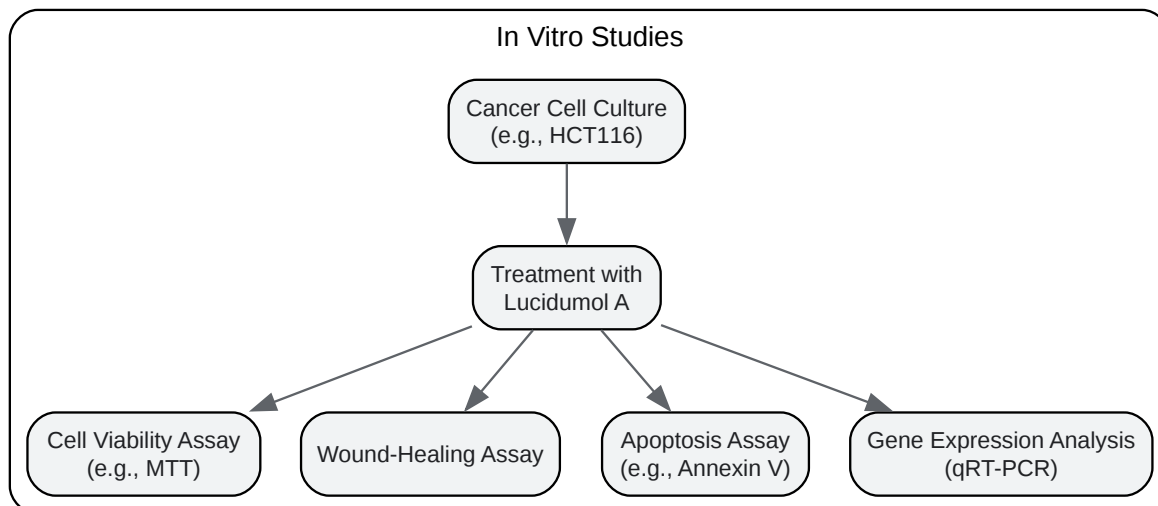 In Vitro Studies
Cancer Cell Culture
(e.g., HCT116)
Treatment with
Lucidumol A
Cell Viability Assay
(e.g., MTT)
Wound-Healing Assay
Apoptosis Assay
(e.g., Annexin V)
Gene Expression Analysis
(qRT-PCR)